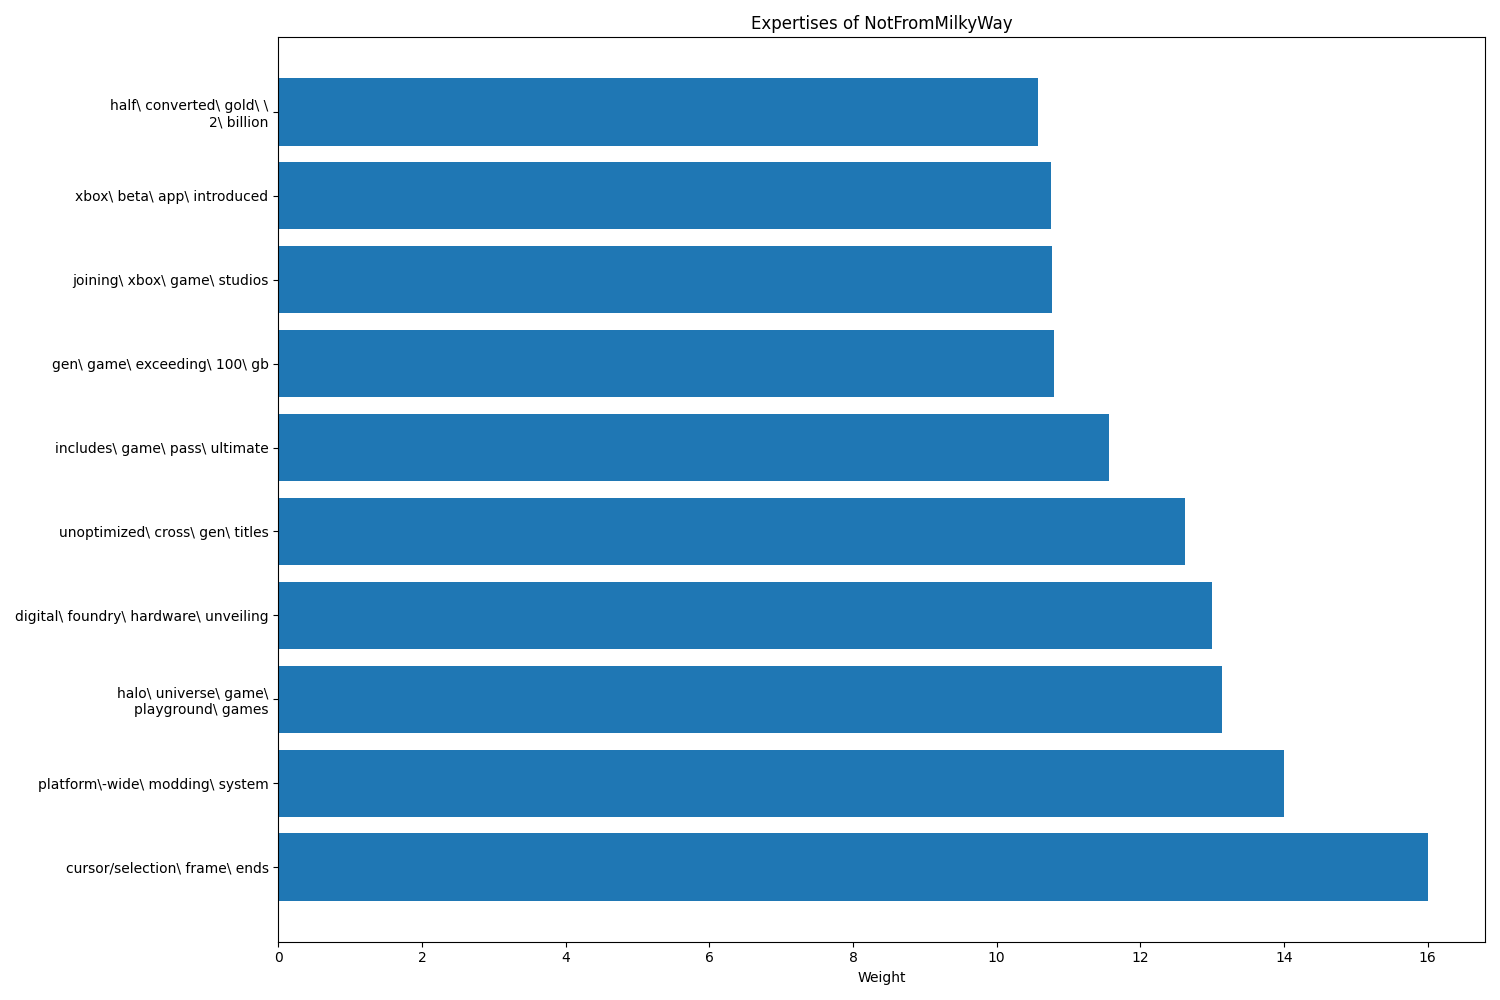 Expertises of NotFromMilkyWay
half\ converted\ gold\ \
2\ billion
xbox\ beta\ app\ introduced
joining\ xbox\ game\ studios
gen\ game\ exceeding\ 100\ gb
includes\ game\ pass\ ultimate
unoptimized\ cross\ gen\ titles
digital\ foundry\ hardware\ unveiling
halo\ universe\ game\
playground\ games
platform\-wide\ modding\ system
cursor/selection\ frame\ ends
0 2 4 6 8 10 12 14 16
Weight